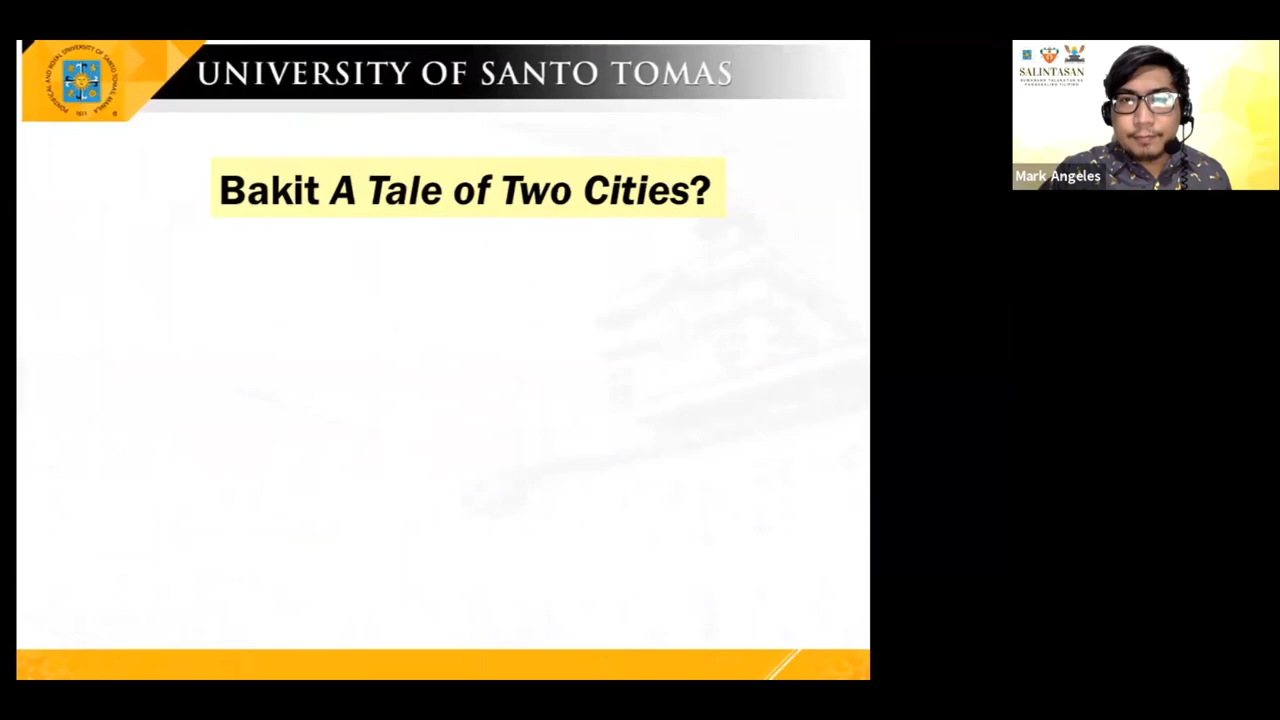 UNIVERSITY OF SANTO TOMAS
Bakit A Tale of Two Cities?
SALINTASAN
Mark Angeles